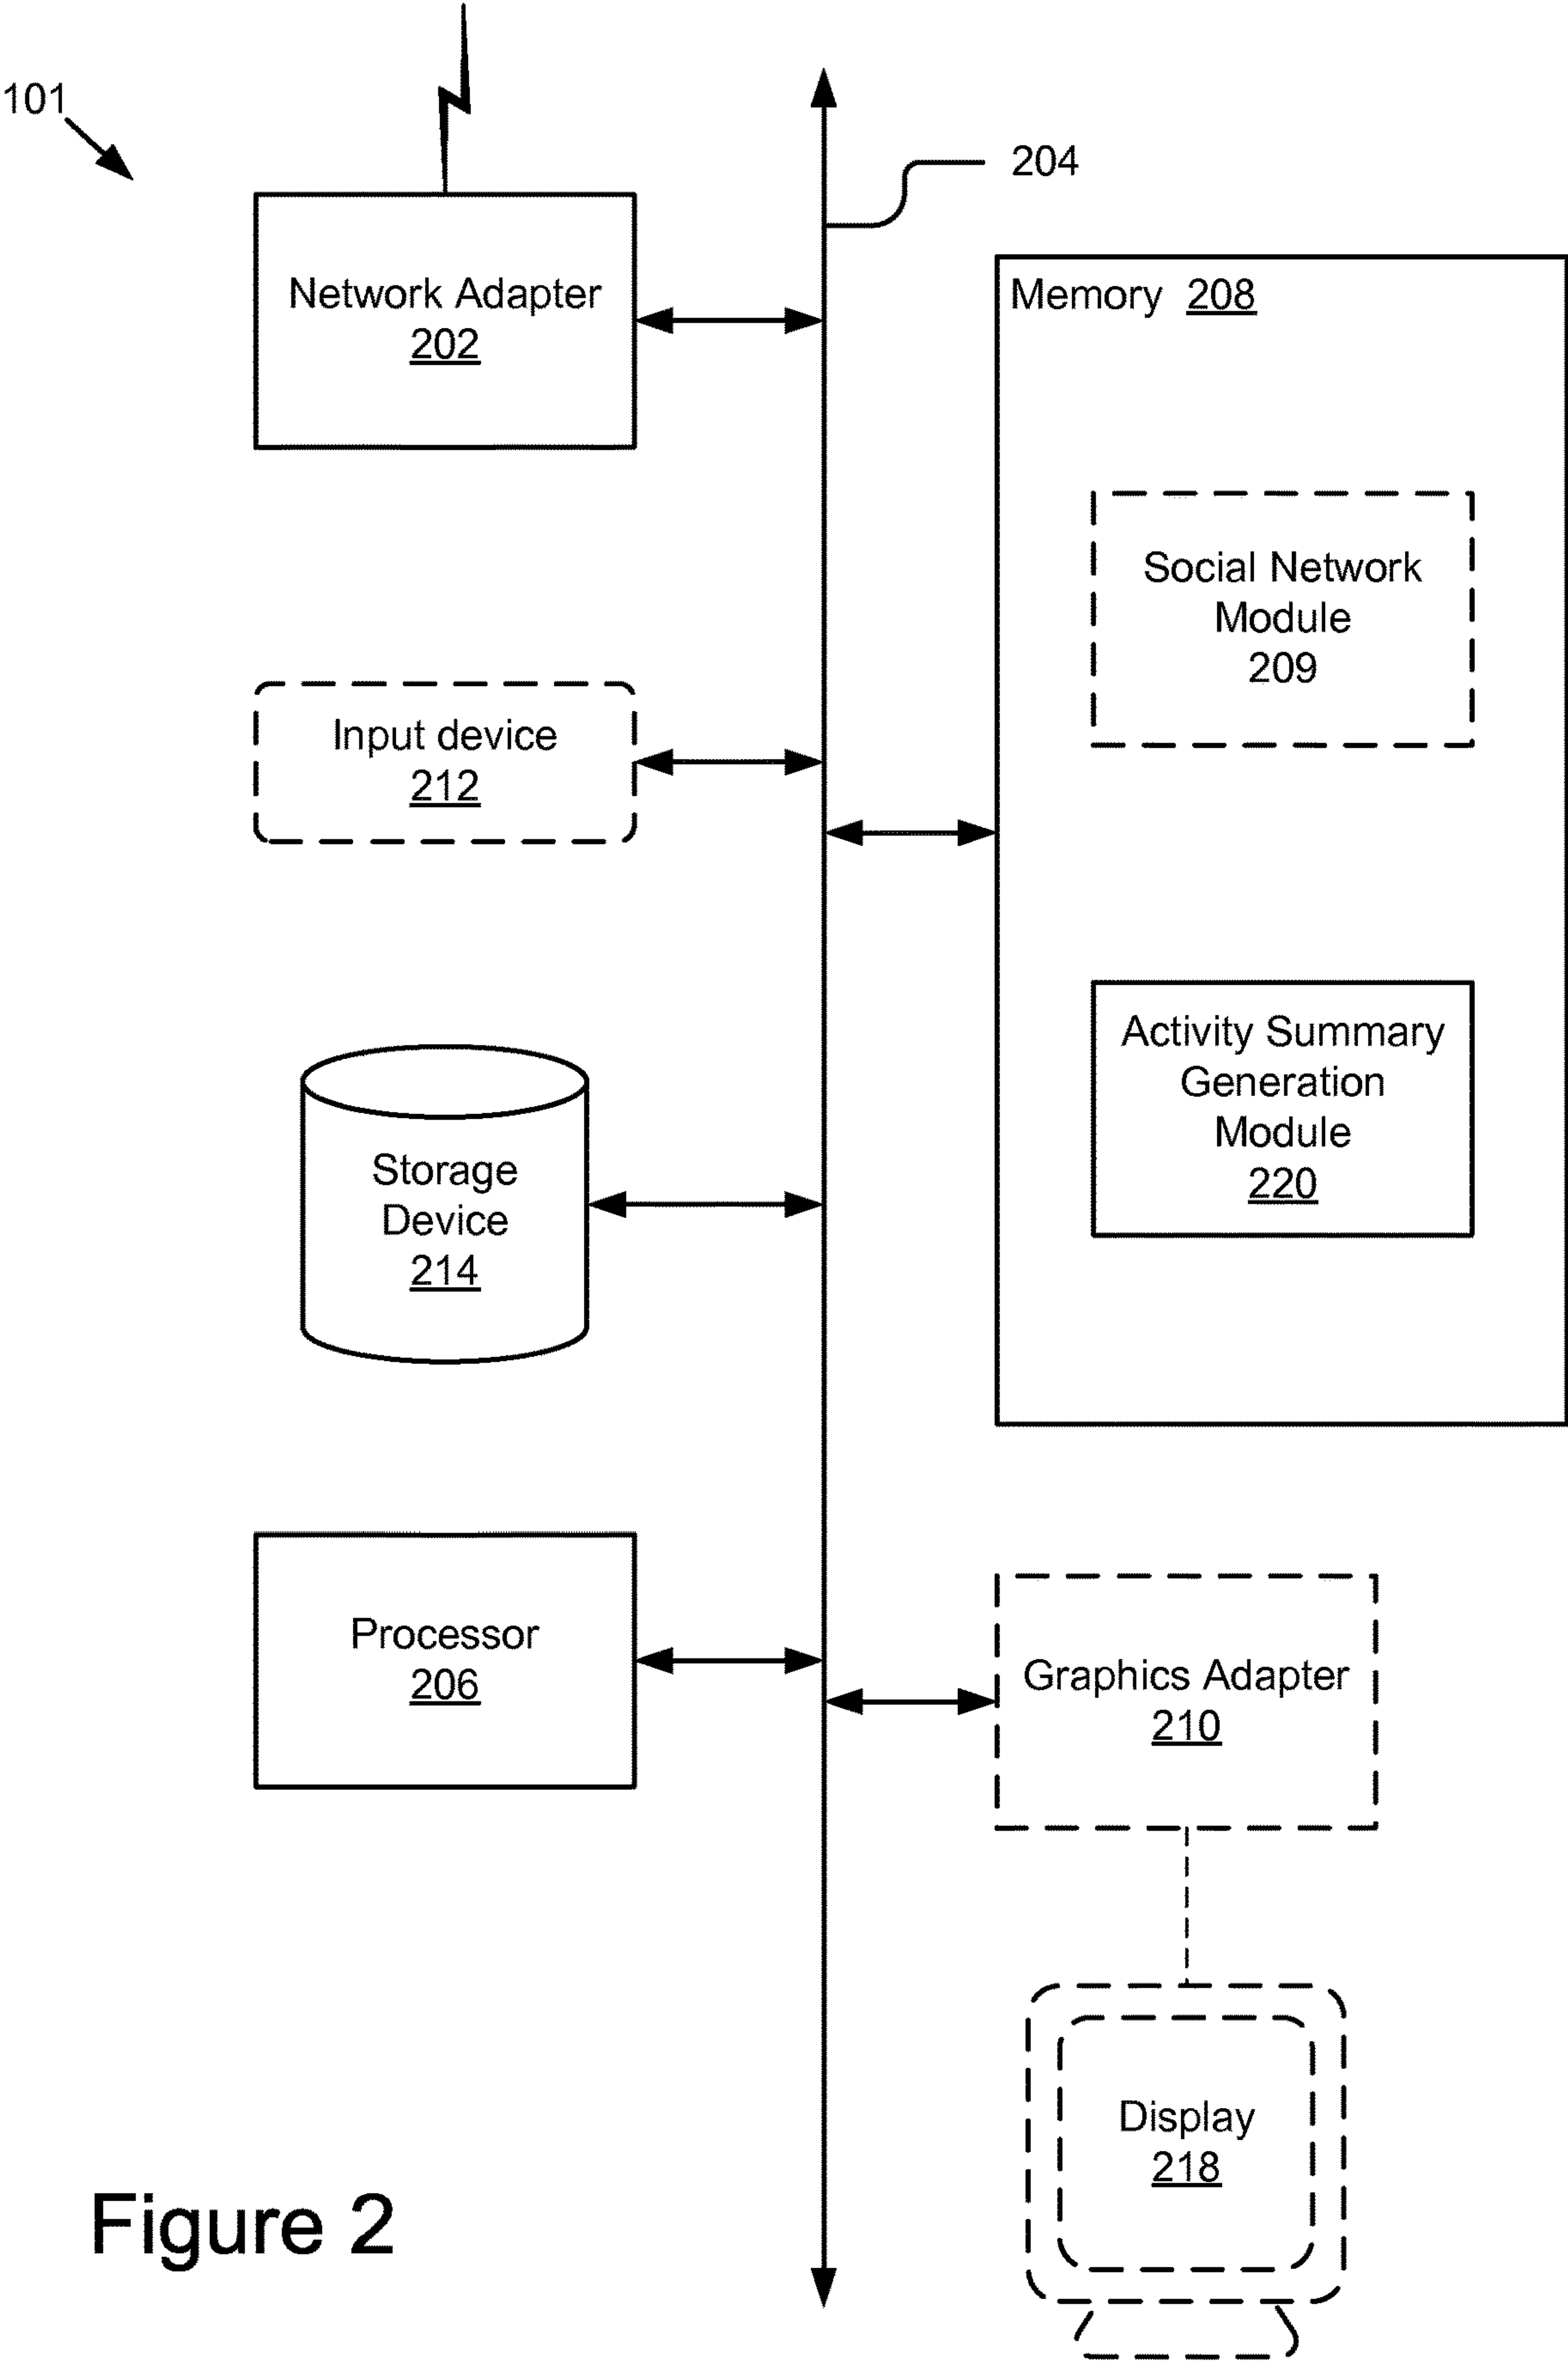 101
204
Network Adapter
202
Memory 208
Social Network
Module
209
Input device
212
Activity Summary
Generation
Module
220
Storage
Device
214
Processor
206
Graphics Adapter
210
Display
218
Figure 2